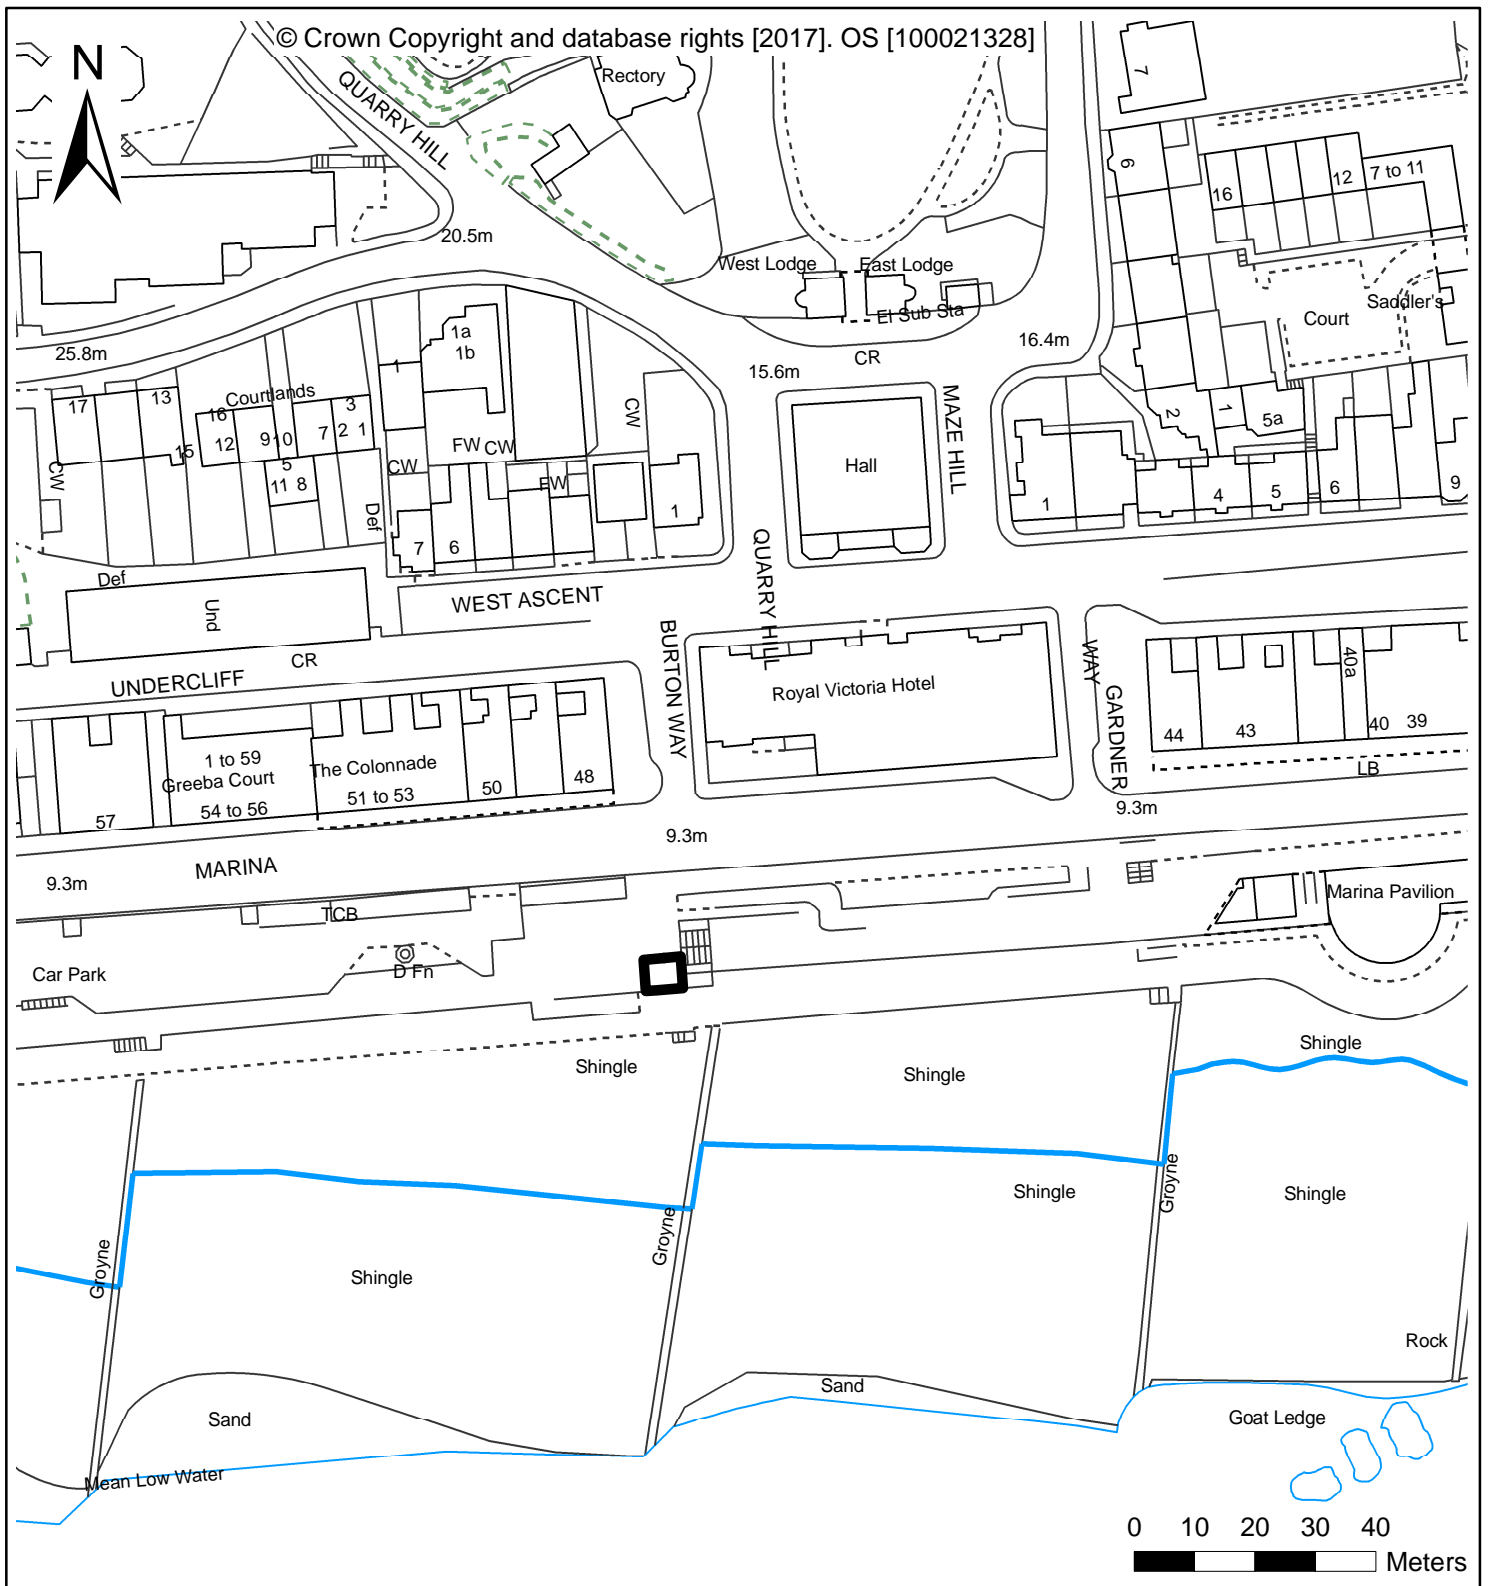 © Crown Copyright and database rights [2017]. OS [100021328]
N
QUARRY HILL
Rectory
7
6
16
12
7 to 11
20.5m
West Lodge
East Lodge
El Sub Sta
Saddler's
Court
25.8m
1a
1b
1
CR
16.4m
15.6m
Courtlands
17
13
16
3
15
12
9
10
7
2
1
5
11
8
CW
CW
FW
CW
FW
CW
Def
Hall
MAZE HILL
2
1
5a
1
4
5
6
9
7
6
1
Def
Und
WEST ASCENT
QUARRY HILL
BURTON WAY
CR
UNDERCLIFF
Royal Victoria Hotel
GARDNER
WAY
40a
44
43
40
39
LB
1 to 59
Greeba Court
54 to 56
The Colonnade
51 to 53
50
48
57
9.3m
9.3m
MARINA
9.3m
TCB
Marina Pavilion
Car Park
D Fn
Shingle
Shingle
Shingle
Groyne
Groyne
Groyne
Shingle
Shingle
Shingle
Rock
Sand
Sand
Goat Ledge
Mean Low Water
0 10 20 30 40
Meters